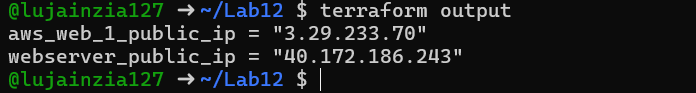 @lujainzia127 ➜ ~/Lab12 $ terraform output
aws_web_1_public_ip = "3.29.233.70"
webserver_public_ip = "40.172.186.243"
@lujainzia127 ➜ ~/Lab12 $